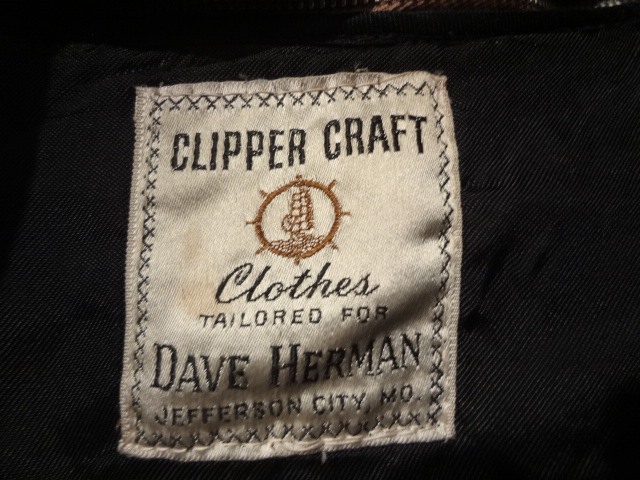 CLIPPER CRAFT
Clothes
TAILORED FOR
DAVE HERMAN
JEFFERSON CITY, MO.